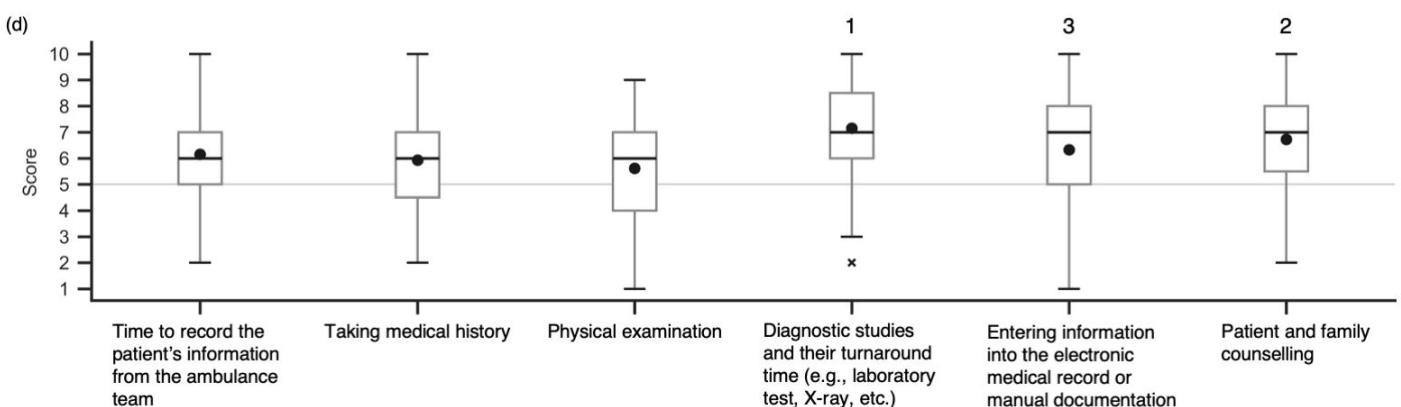 (d)
1
3
2
10
9
8
7
6
5
4
3
2
1
Score
Time to record the
patient’s information
from the ambulance
team
Taking medical history
Physical examination
Diagnostic studies
and their turnaround
time (e.g., laboratory
test, X-ray, etc.)
Entering information
into the electronic
medical record or
manual documentation
Patient and family
counselling